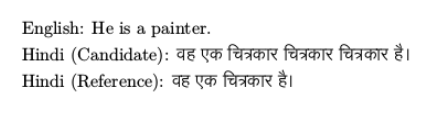 English: He is a painter.
Hindi (Candidate): वह एक चित्रकार चित्रकार चित्रकार है।
Hindi (Reference): वह एक चित्रकार है।